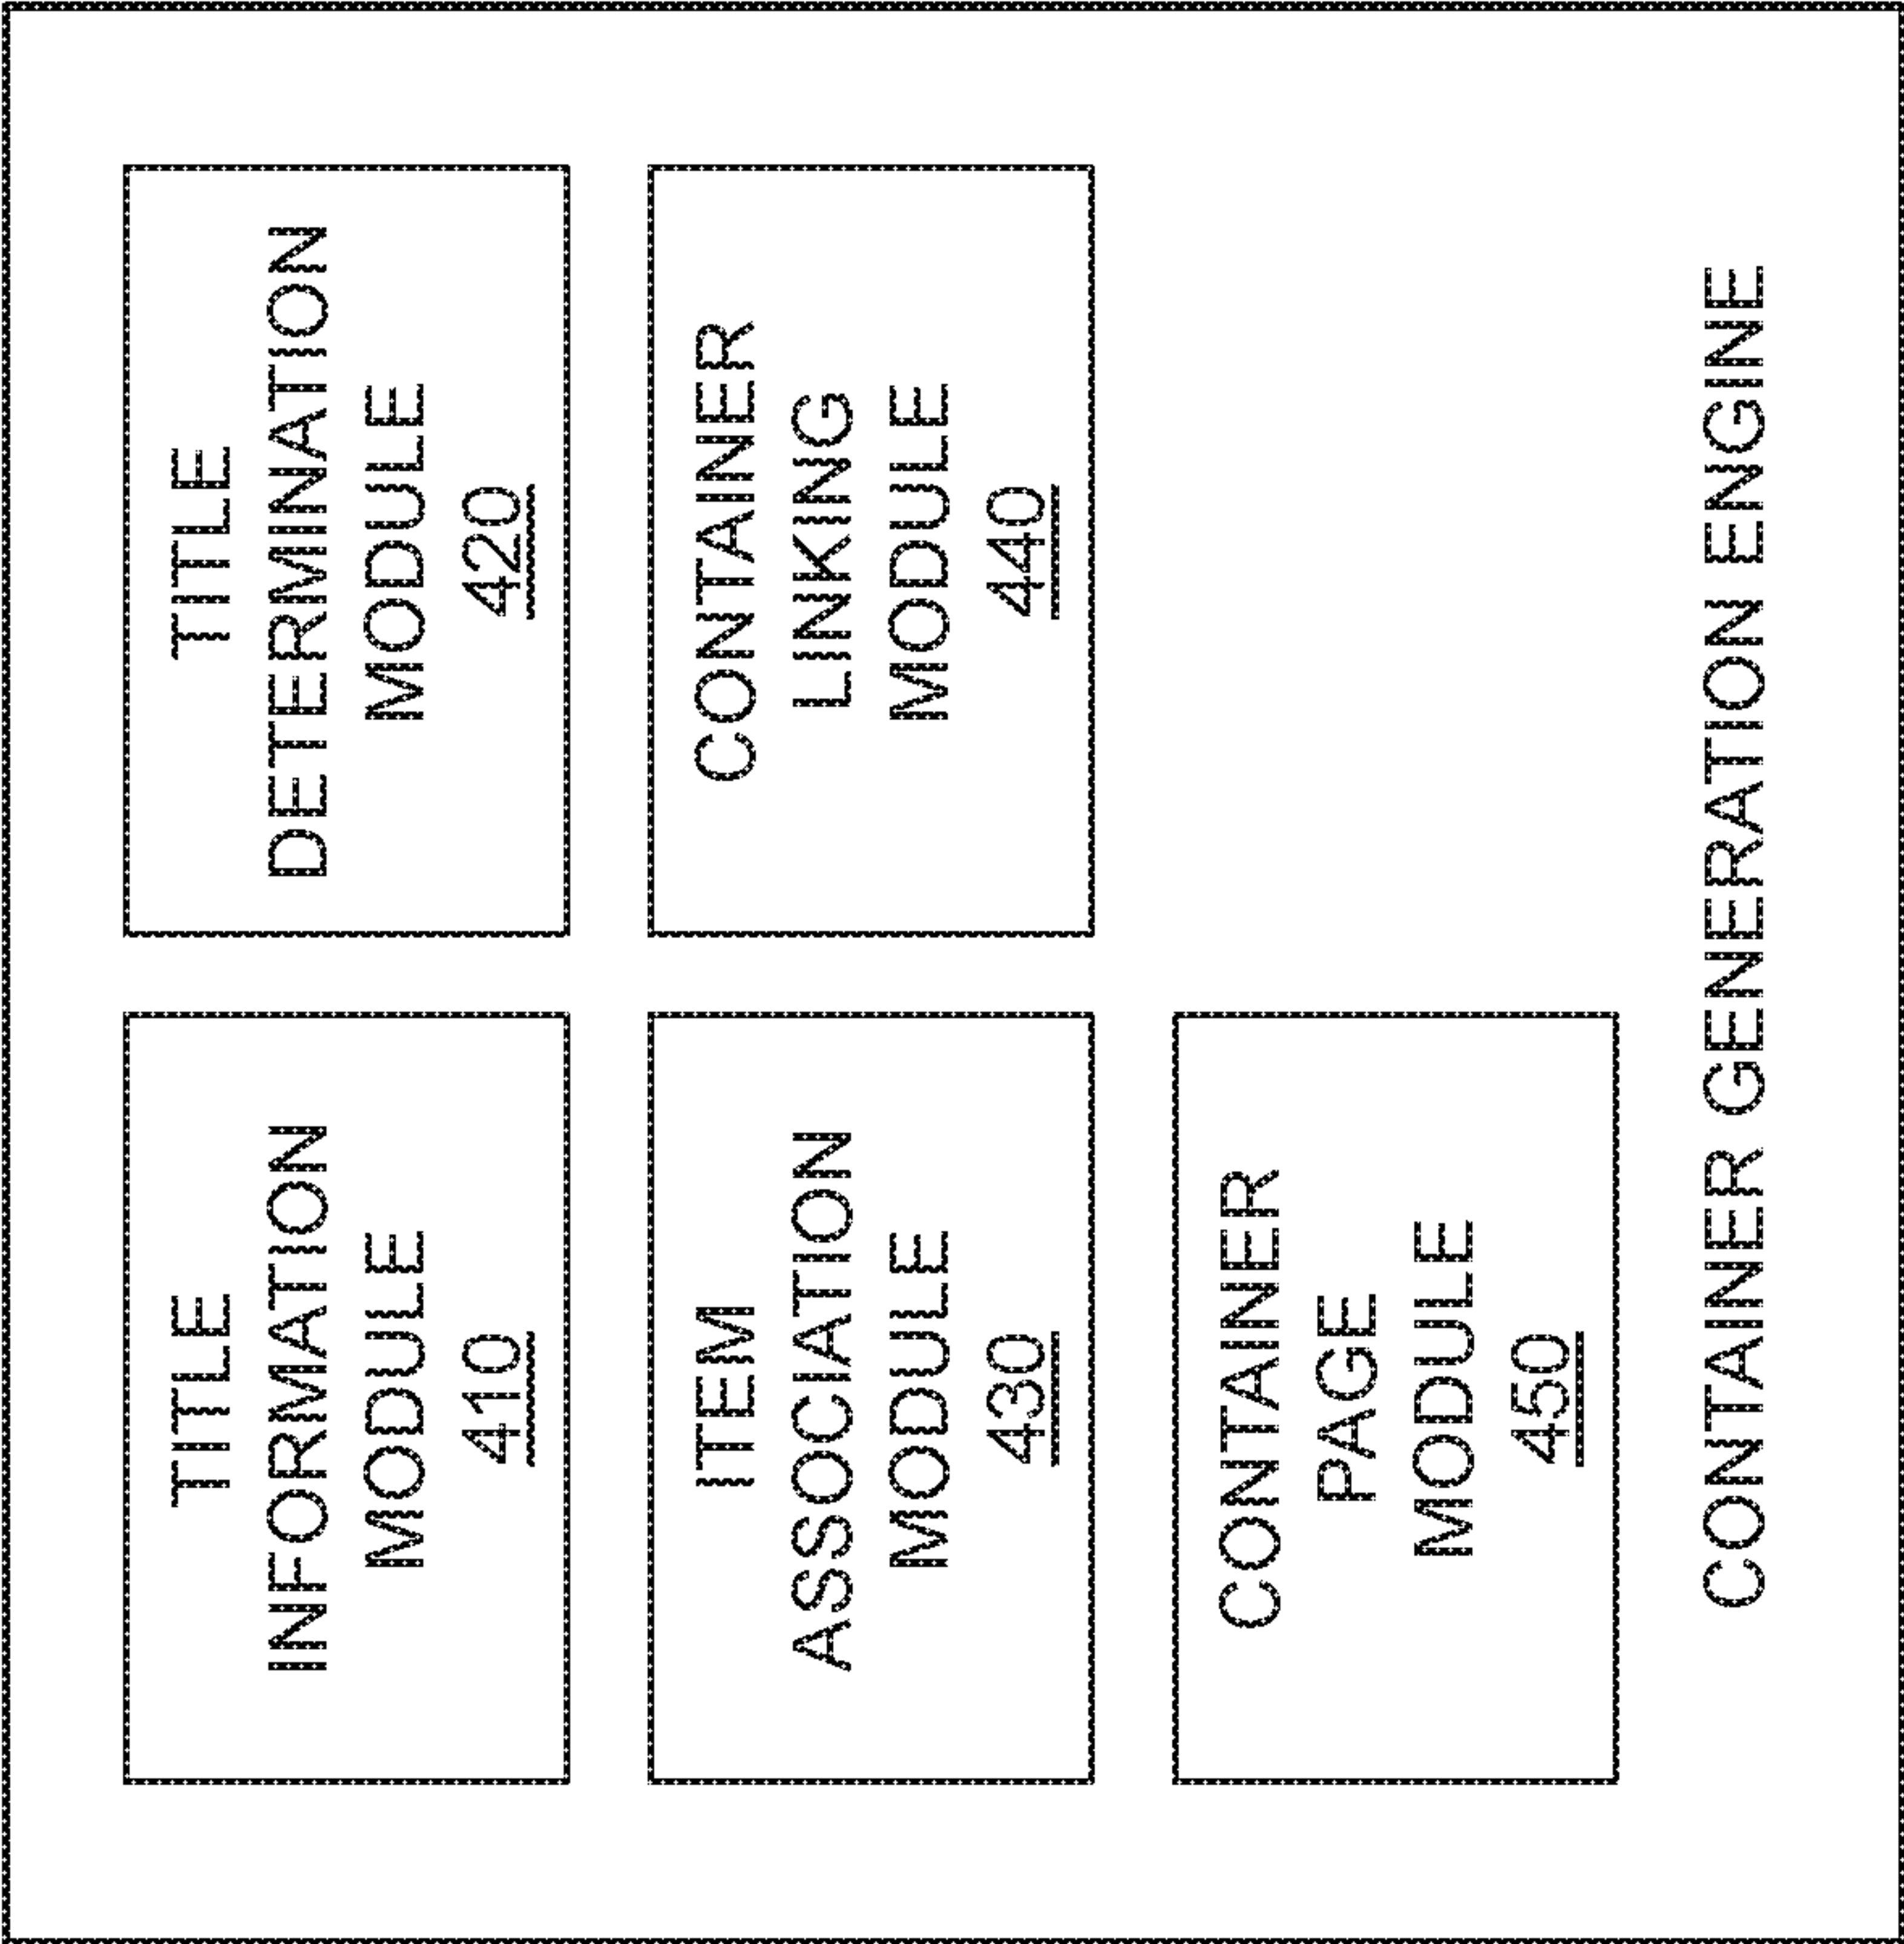 TITLE
INFORMATION
MODULE
410
TITLE
DETERMINATION
MODULE
420
ITEM
ASSOCIATION
MODULE
430
CONTAINER
LINKING
MODULE
440
CONTAINER
PAGE
MODULE
450
CONTAINER GENERATION ENGINE